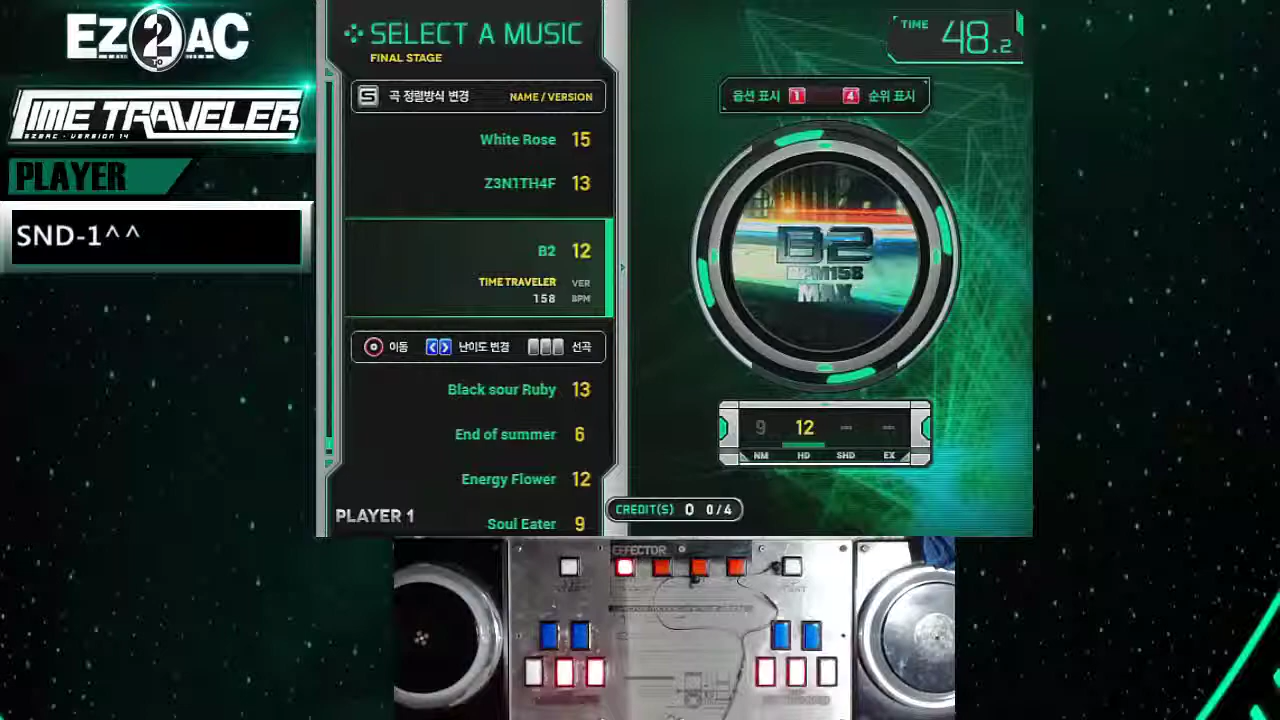 EZ2AC
TO
TIME TRAVELER
EZ2AC - VERSION 14
PLAYER
SND-1^^
SELECT A MUSIC
FINAL STAGE
S 곡 정렬방식 변경 NAME / VERSION
White Rose 15
Z3N1TH4F 13
B2 12
TIME TRAVELER VER
158 BPM
이동 난이도 변경 선곡
Black sour Ruby 13
End of summer 6
Energy Flower 12
Soul Eater 9
PLAYER 1
CREDIT(S) 0 0/4
TIME 48.2
옵션 표시 1 4 순위 표시
B2
BPM158
MAX
9 12 --- ---
NM HD SHD EX
EFFECTOR